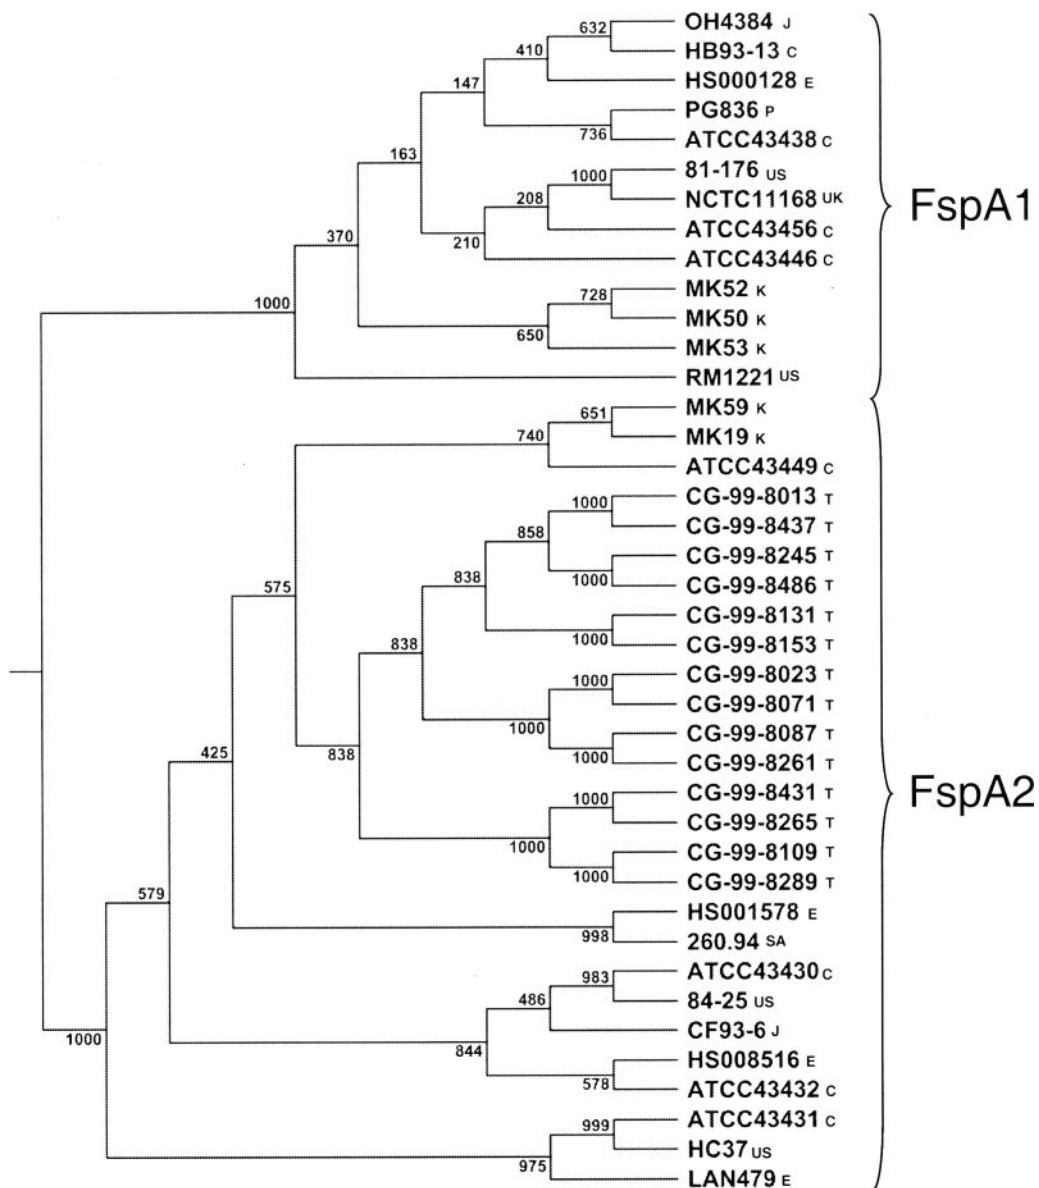 OH4384 J
632
HB93-13 C
410
HS000128 E
147
PG836 P
736
ATCC43438 C
163
81-176 US
1000
NCTC11168 UK
208
FspA1
ATCC43456 C
370
210
ATCC43446 C
MK52 K
728
1000
MK50 K
650
MK53 K
RM1221 US
MK59 K
651
MK19 K
740
ATCC43449 C
CG-99-8013 T
1000
CG-99-8437 T
858
CG-99-8245 T
1000
CG-99-8486 T
838
575
CG-99-8131 T
1000
CG-99-8153 T
838
CG-99-8023 T
1000
CG-99-8071 T
1000
CG-99-8087 T
838
425
1000
CG-99-8261 T
FspA2
CG-99-8431 T
1000
CG-99-8265 T
1000
CG-99-8109 T
1000
CG-99-8289 T
579
HS001578 E
998
260.94 SA
ATCC43430 C
983
84-25 US
486
CF93-6 J
1000
844
HS008516 E
578
ATCC43432 C
ATCC43431 C
999
HC37 US
975
LAN479 E